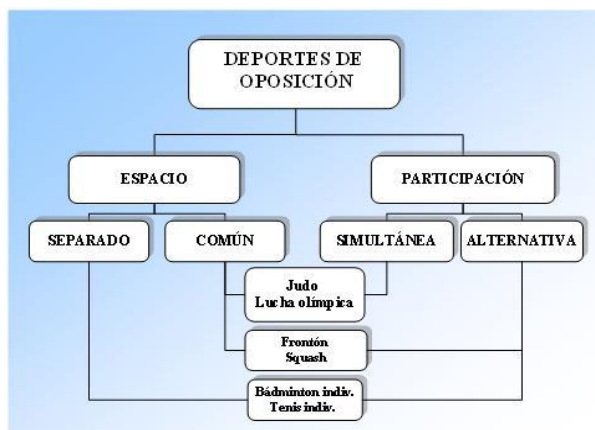 DEPORTES DE
OPOSICIÓN
ESPACIO
PARTICIPACIÓN
SEPARADO
COMÚN
SIMULTÁNEA
ALTERNATIVA
Judo
Lucha olímpica
Frontón
Squash
Bádminton indiv.
Tenis indiv.